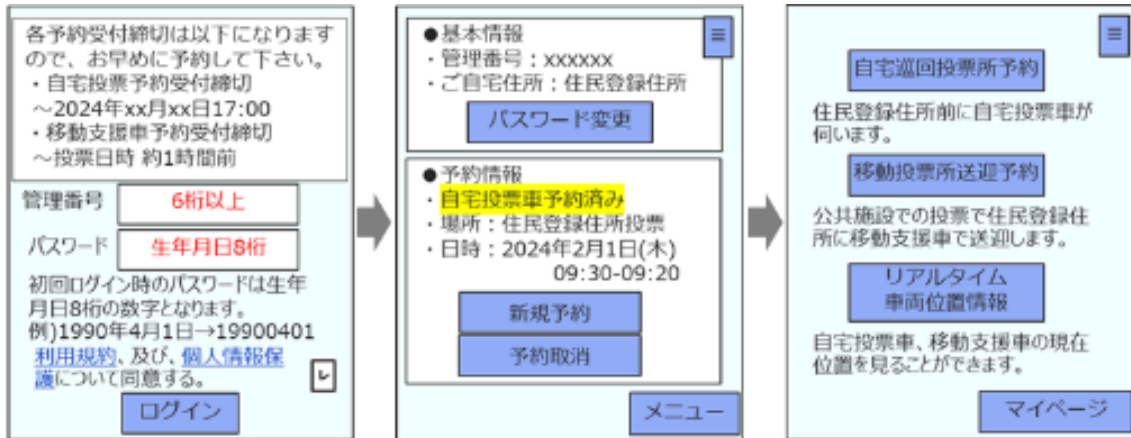 各予約受付締切は以下になります
ので、お早めに予約して下さい。
・自宅投票予約受付締切
～2024年xx月xx日17:00
・移動支援車予約受付締切
～投票日時 約1時間前
管理番号 6桁以上
パスワード 生年月日8桁
初回ログイン時のパスワードは生年
月日8桁の数字となります。
例)1990年4月1日→19900401
利用規約、及び、個人情報保
護について同意する。
ログイン
●基本情報
・管理番号：xxxxxx
・ご自宅住所：住民登録住所
パスワード変更
●予約情報
・自宅投票車予約済み
・場所：住民登録住所投票
・日時：2024年2月1日(木)
09:30-09:20
新規予約
予約取消
メニュー
自宅巡回投票所予約
住民登録住所前に自宅投票車が
伺います。
移動投票所送迎予約
公共施設での投票で住民登録住
所に移動支援車で送迎します。
リアルタイム
車両位置情報
自宅投票車、移動支援車の現在
位置を見ることができます。
マイページ